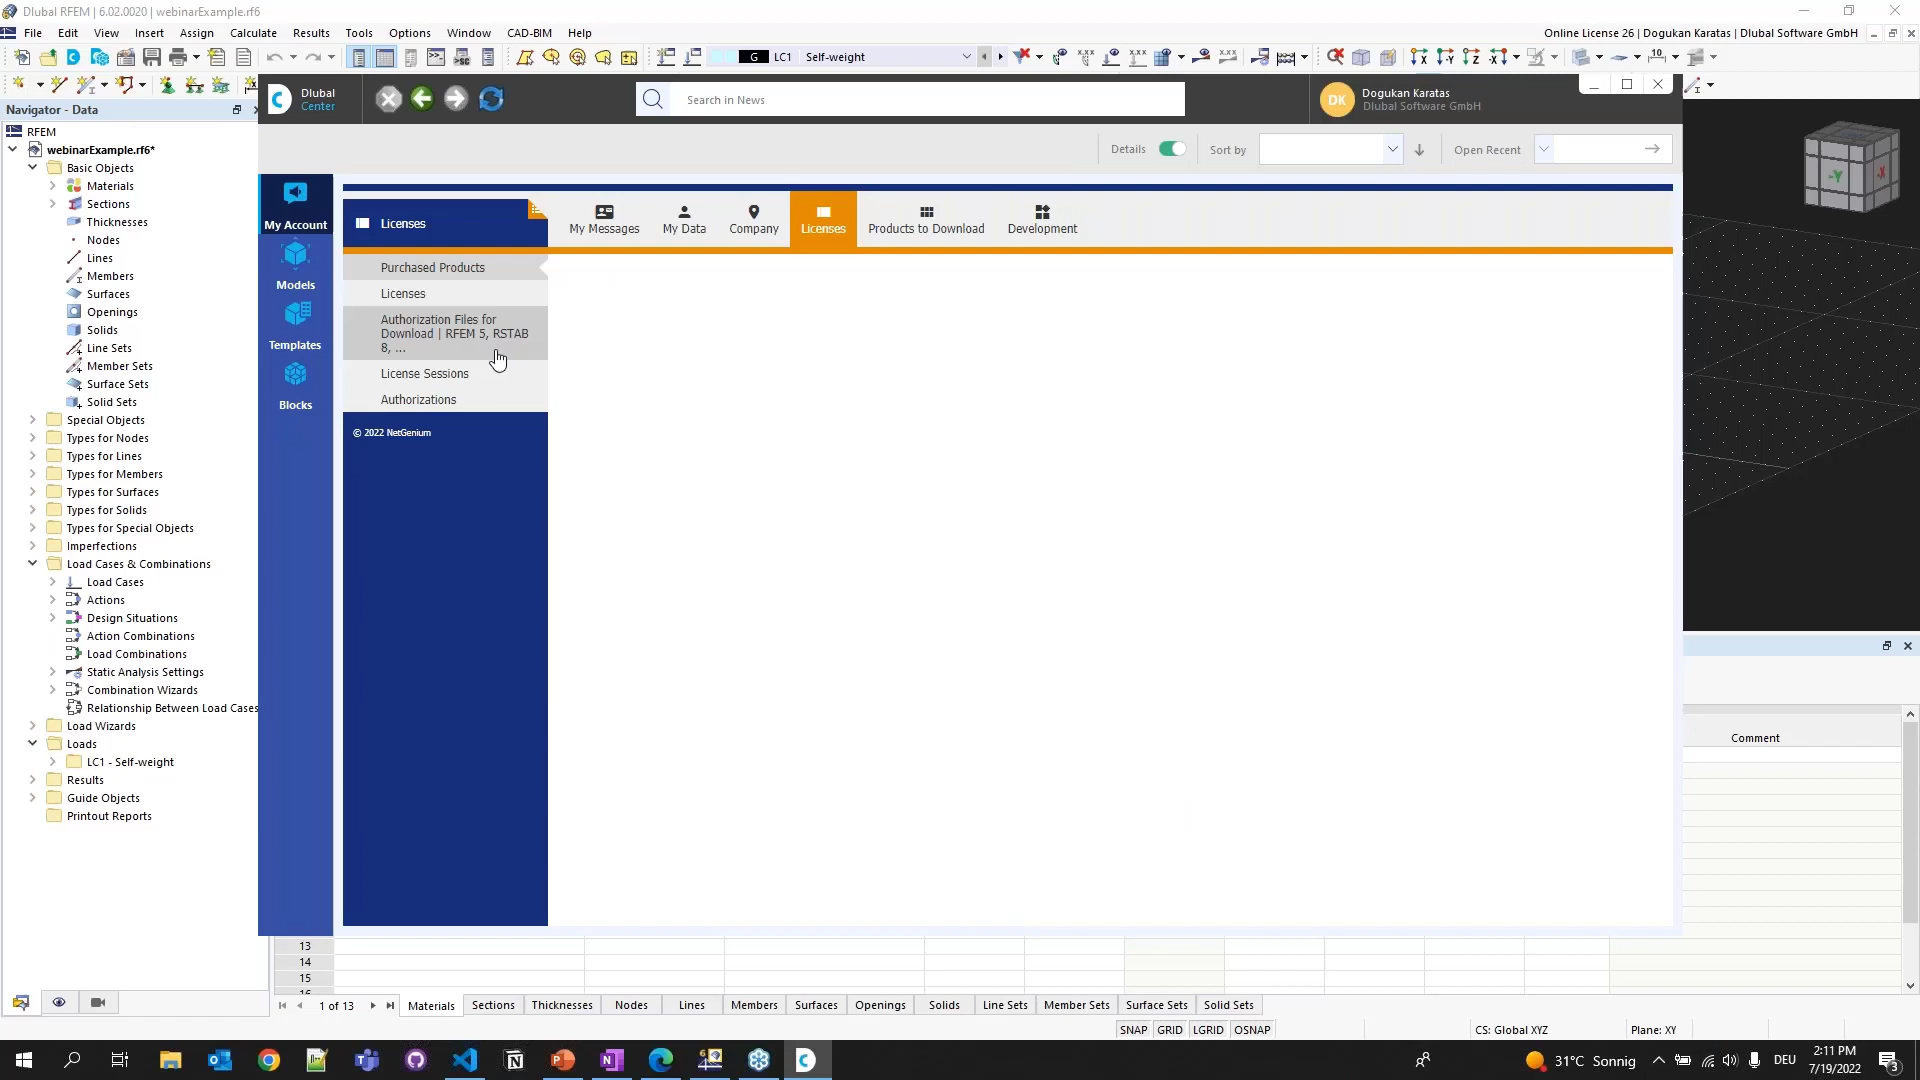 Dlubal RFEM | 6.02.0020 | webinarExample.rf6
File Edit View Insert Assign Calculate Results Tools Options Window CAD-BIM Help
Online License 26 | Dogukan Karatas | Dlubal Software GmbH
G LC1 Self-weight
Navigator - Data
RFEM
webinarExample.rf6*
Basic Objects
Materials
Sections
Thicknesses
Nodes
Lines
Members
Surfaces
Openings
Solids
Line Sets
Member Sets
Surface Sets
Solid Sets
Special Objects
Types for Nodes
Types for Lines
Types for Members
Types for Surfaces
Types for Solids
Types for Special Objects
Imperfections
Load Cases & Combinations
Load Cases
Actions
Design Situations
Action Combinations
Load Combinations
Static Analysis Settings
Combination Wizards
Relationship Between Load Cases
Load Wizards
Loads
LC1 - Self-weight
Results
Guide Objects
Printout Reports
Dlubal
Center
Search in News
DK
Dogukan Karatas
Dlubal Software GmbH
Details
Sort by
Open Recent
My Account
Models
Templates
Blocks
Licenses
My Messages
My Data
Company
Licenses
Products to Download
Development
Purchased Products
Licenses
Authorization Files for
Download | RFEM 5, RSTAB
8, ...
License Sessions
Authorizations
© 2022 NetGenium
-Y
-X
Comment
13
14
15
1 of 13
Materials Sections Thicknesses Nodes Lines Members Surfaces Openings Solids Line Sets Member Sets Surface Sets Solid Sets
SNAP GRID LGRID OSNAP
CS: Global XYZ
Plane: XY
31°C Sonnig
DEU
2:11 PM
7/19/2022
3